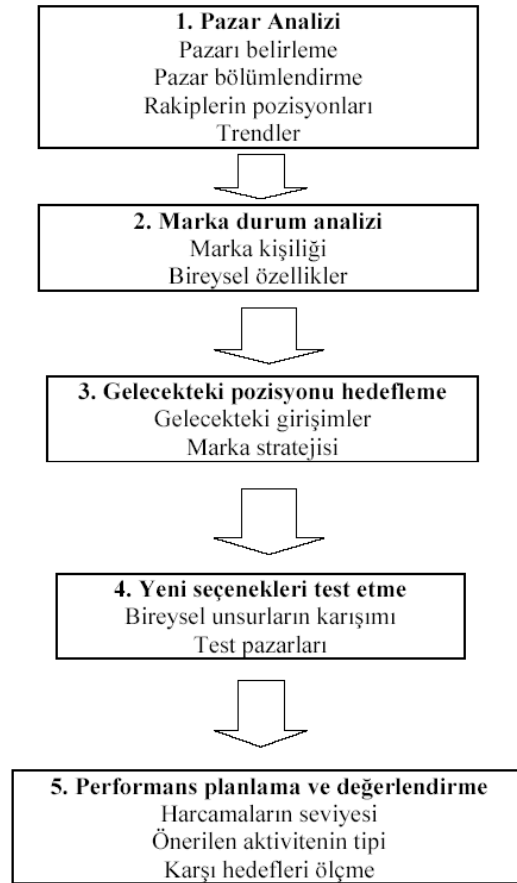 1. Pazar Analizi
Pazarı belirleme
Pazar bölümlendirme
Rakiplerin pozisyonları
Trendler
2. Marka durum analizi
Marka kişiliği
Bireysel özellikler
3. Gelecekteki pozisyonu hedefleme
Gelecekteki girişimler
Marka stratejisi
4. Yeni seçenekleri test etme
Bireysel unsurların karışımı
Test pazarları
5. Performans planlama ve değerlendirme
Harcamaların seviyesi
Önerilen aktivitenin tipi
Karşı hedefleri ölçme